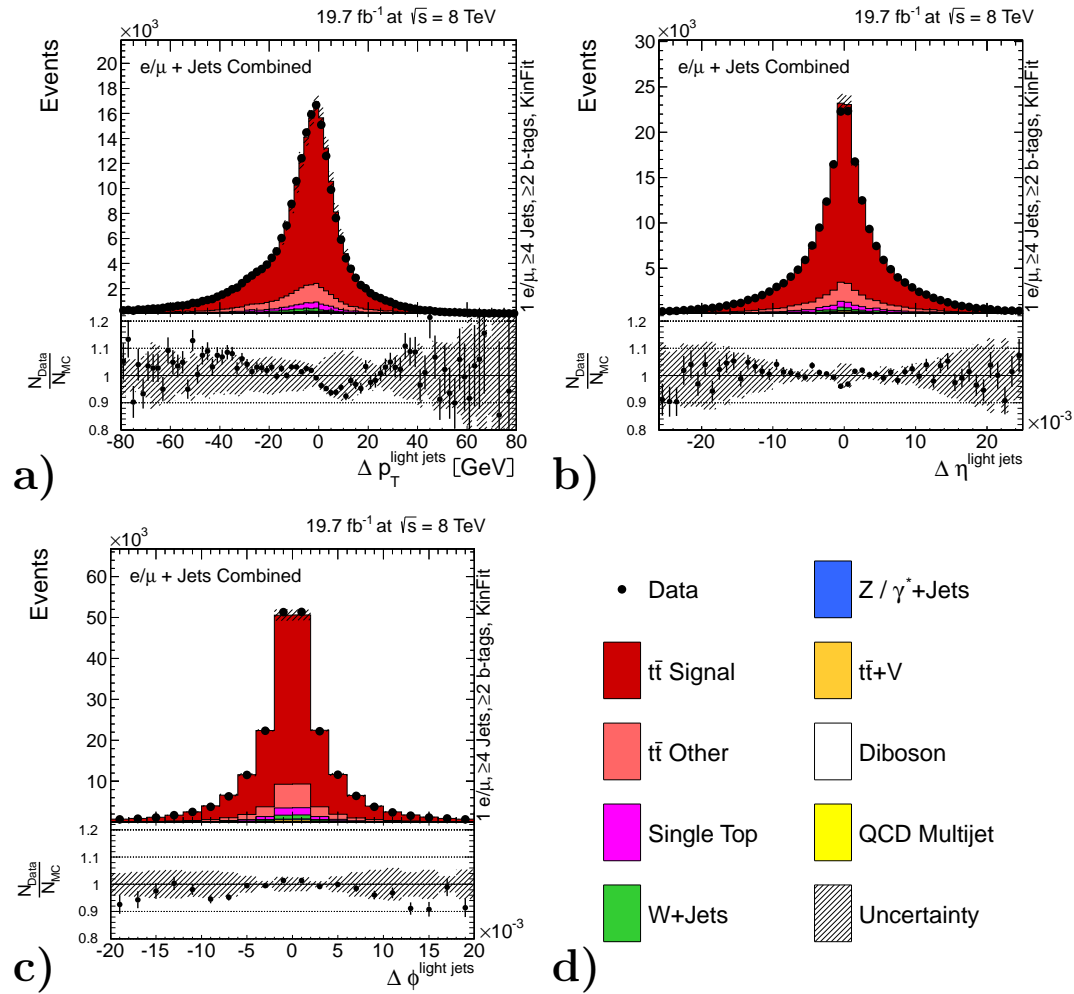 19.7 fb⁻¹ at √s = 8 TeV
×10³
e/μ + Jets Combined
Events
1 e/μ, ≥4 Jets, ≥2 b-tags, KinFit
20
18
16
14
12
10
8
6
4
2
N_Data / N_MC
1.2
1.1
1
0.9
0.8
-80 -60 -40 -20 0 20 40 60 80
Δ p_T^light jets [GeV]
a)
19.7 fb⁻¹ at √s = 8 TeV
×10³
e/μ + Jets Combined
Events
1 e/μ, ≥4 Jets, ≥2 b-tags, KinFit
30
25
20
15
10
5
N_Data / N_MC
1.2
1.1
1
0.9
0.8
-20 -10 0 10 20
×10⁻³
Δ η^light jets
b)
19.7 fb⁻¹ at √s = 8 TeV
×10³
e/μ + Jets Combined
Events
1 e/μ, ≥4 Jets, ≥2 b-tags, KinFit
60
50
40
30
20
10
N_Data / N_MC
1.2
1.1
1
0.9
0.8
-20 -15 -10 -5 0 5 10 15 20
×10⁻³
Δ ϕ^light jets
c)
Data
tt̄ Signal
tt̄ Other
Single Top
W+Jets
Z / γ*+Jets
tt̄+V
Diboson
QCD Multijet
Uncertainty
d)